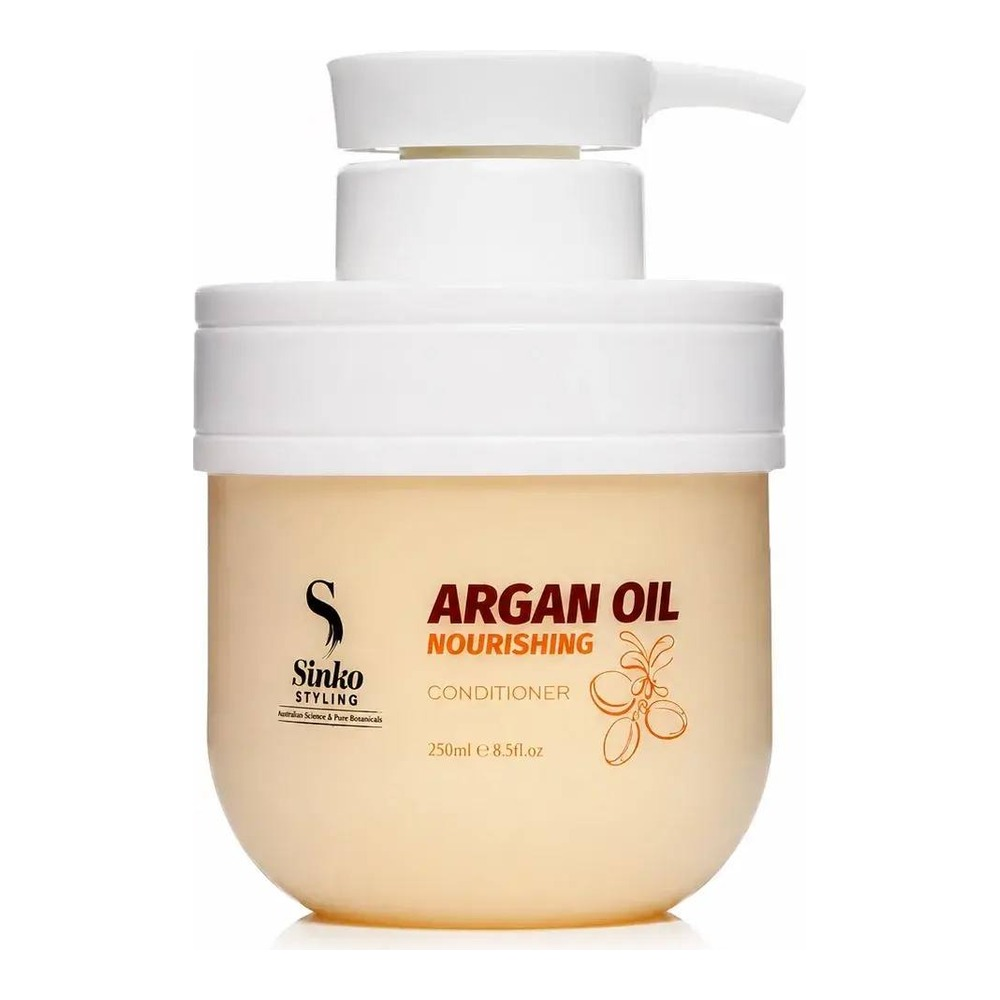 S
Sinko
STYLING
Australian Science & Pure Botanicals
ARGAN OIL
NOURISHING
CONDITIONER
250ml ℮ 8.5fl.oz